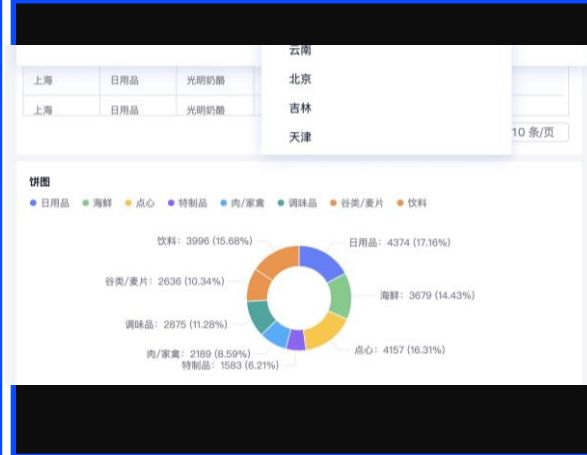 云南
上海 日用品 光明奶酪
北京
上海 日用品 光明奶酪
吉林
天津
10 条/页
饼图
日用品 海鲜 点心 特制品 肉/家禽 调味品 谷类/麦片 饮料
饮料: 3996 (15.68%)
日用品: 4374 (17.16%)
谷类/麦片: 2636 (10.34%)
海鲜: 3679 (14.43%)
调味品: 2875 (11.28%)
点心: 4157 (16.31%)
肉/家禽: 2189 (8.59%)
特制品: 1583 (6.21%)